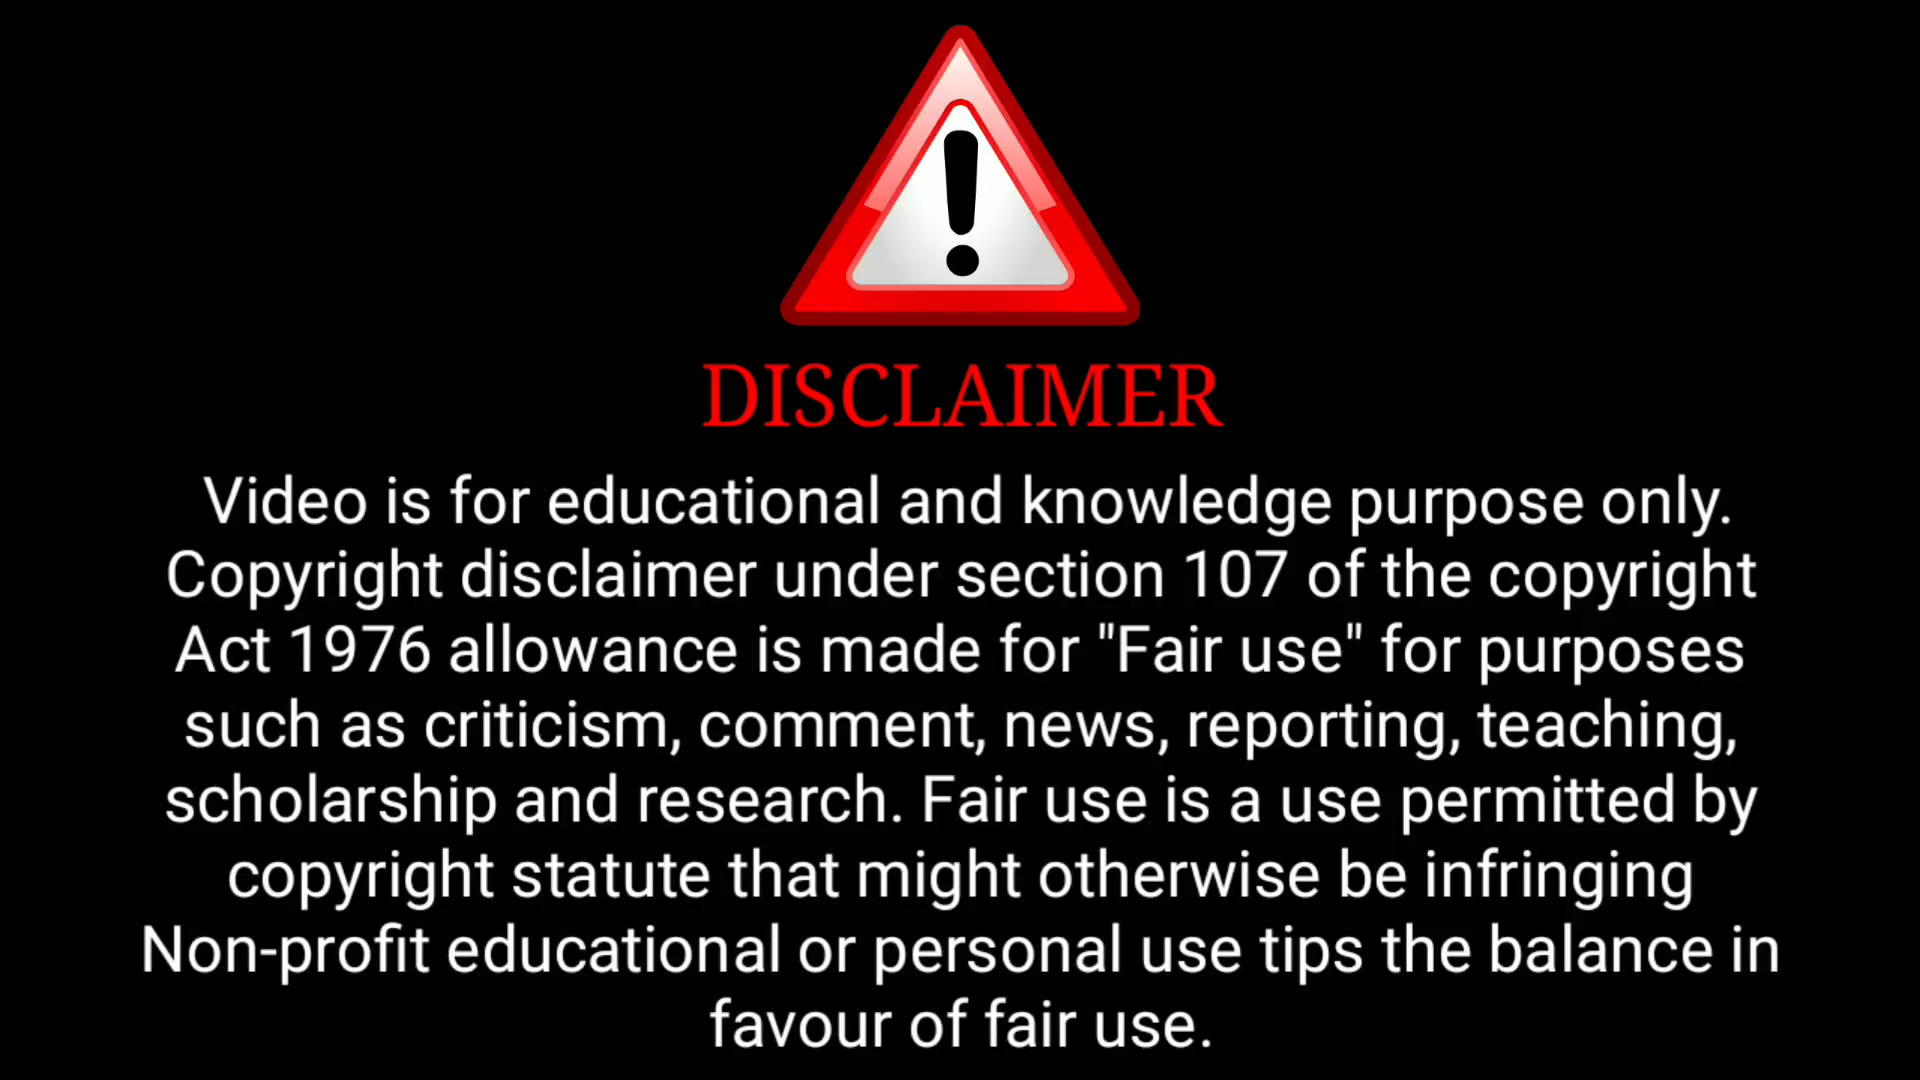 DISCLAIMER
Video is for educational and knowledge purpose only.
Copyright disclaimer under section 107 of the copyright
Act 1976 allowance is made for "Fair use" for purposes
such as criticism, comment, news, reporting, teaching,
scholarship and research. Fair use is a use permitted by
copyright statute that might otherwise be infringing
Non-profit educational or personal use tips the balance in
favour of fair use.